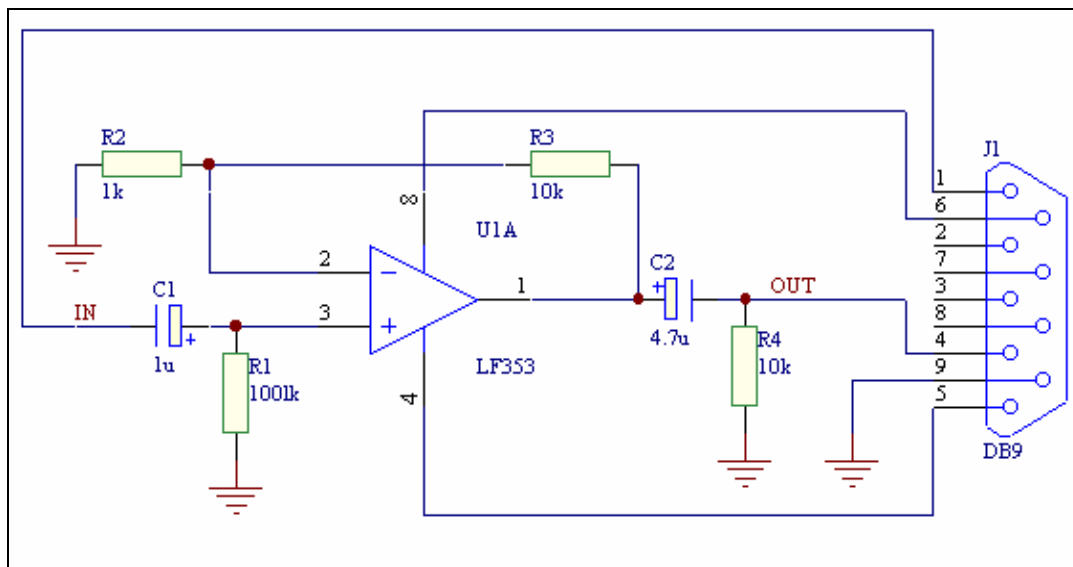 R2
1k
R3
10k
J1
1
6
2
7
3
8
4
9
5
DB9
8
U1A
2
−
C1
+
1u
IN
3
+
1
C2
+
4.7u
OUT
R1
100k
4
LF353
R4
10k